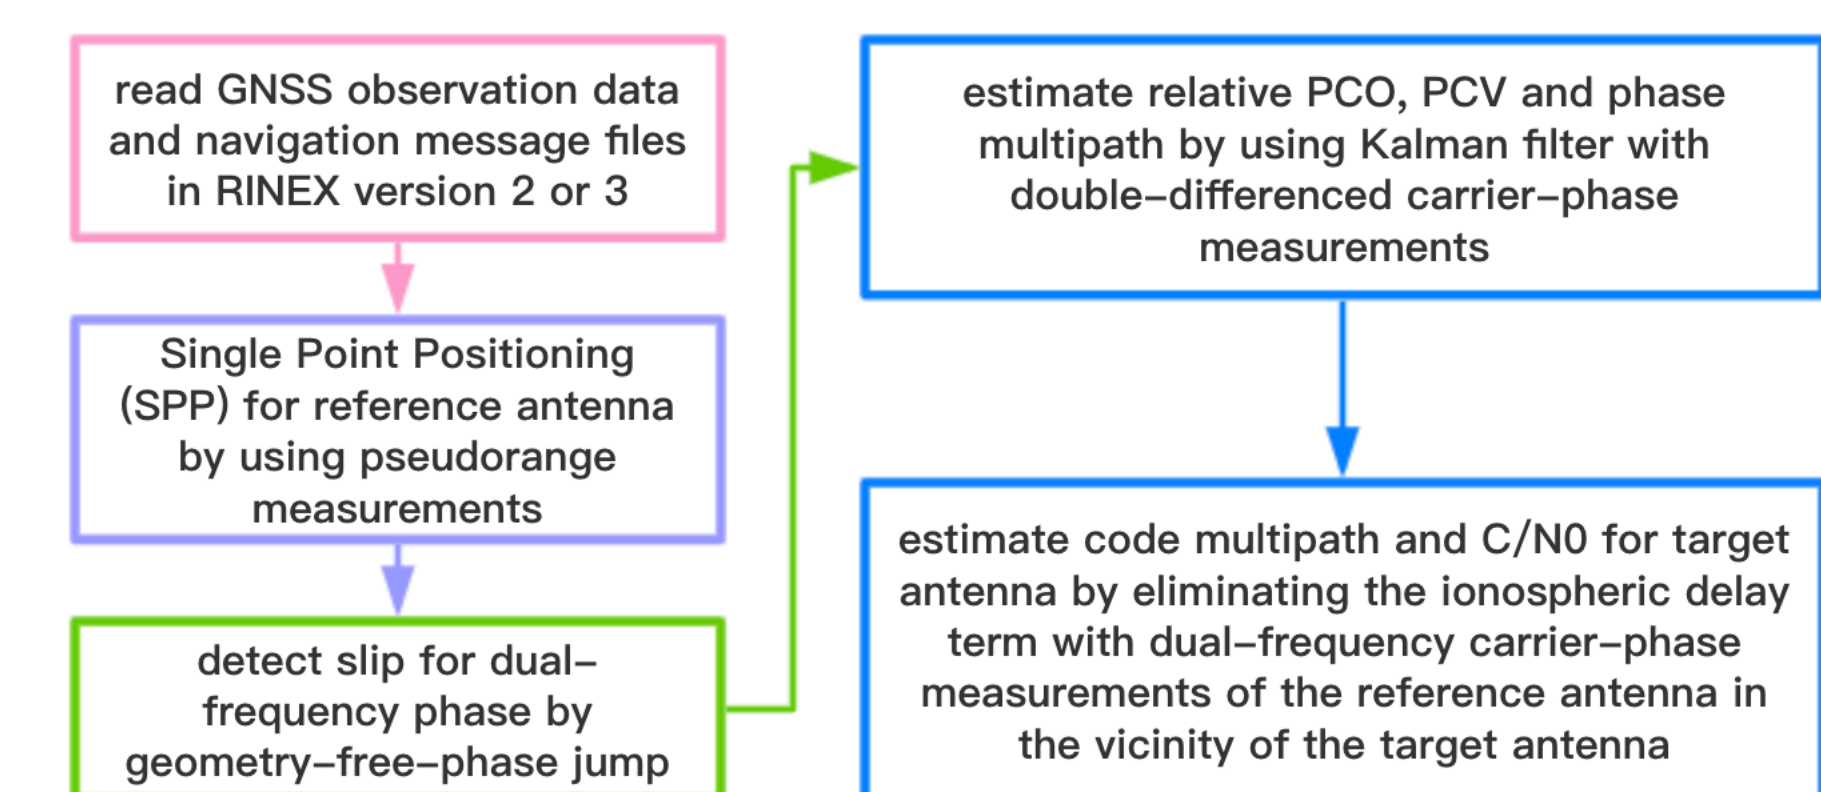 read GNSS observation data
and navigation message files
in RINEX version 2 or 3
Single Point Positioning
(SPP) for reference antenna
by using pseudorange
measurements
detect slip for dual–
frequency phase by
geometry–free–phase jump
estimate relative PCO, PCV and phase
multipath by using Kalman filter with
double–differenced carrier–phase
measurements
estimate code multipath and C/N0 for target
antenna by eliminating the ionospheric delay
term with dual–frequency carrier–phase
measurements of the reference antenna in
the vicinity of the target antenna